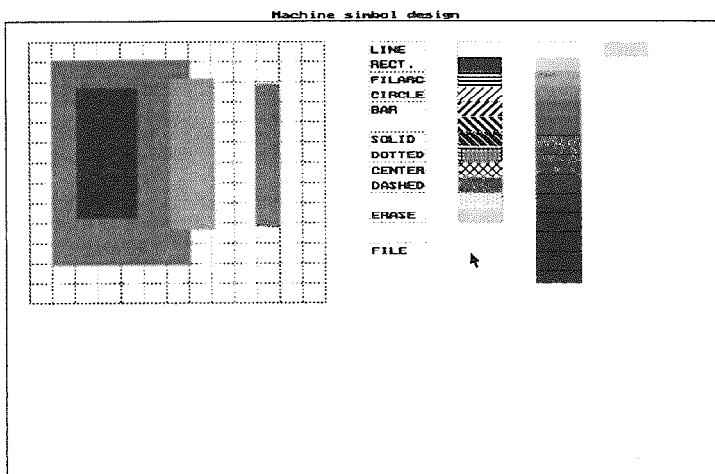 Machine simbol design
LINE
RECT.
FILARC
CIRCLE
BAR
SOLID
DOTTED
CENTER
DASHED
ERASE
FILE